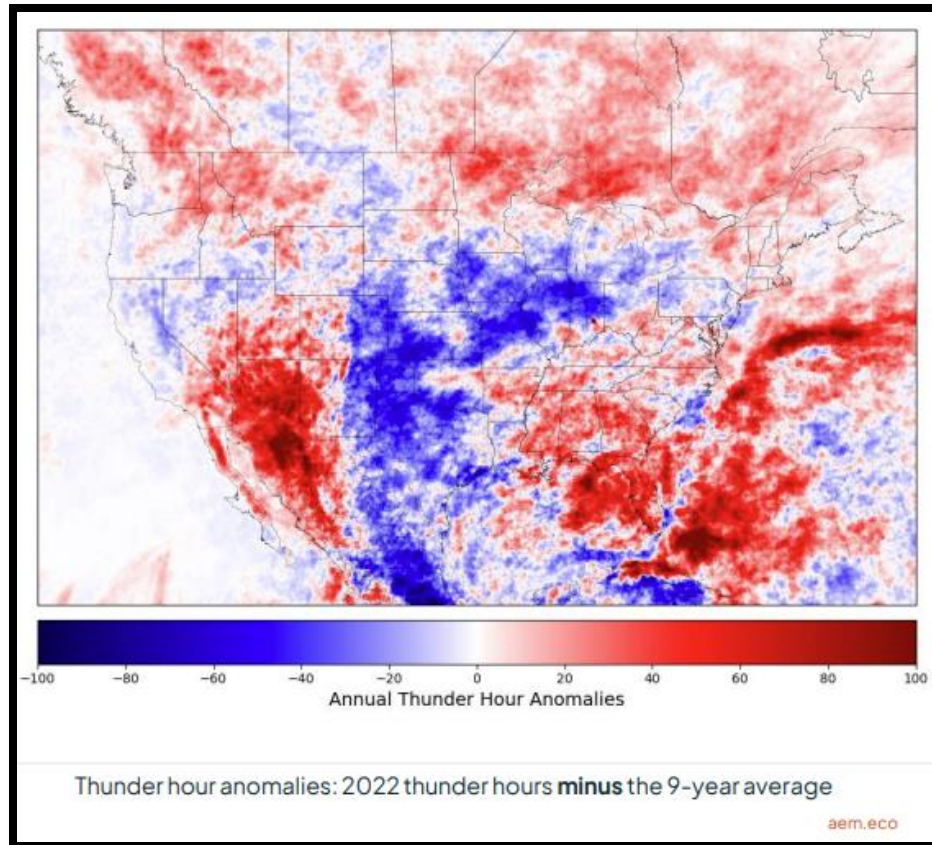 −100 −80 −60 −40 −20 0 20 40 60 80 100
Annual Thunder Hour Anomalies
Thunder hour anomalies: 2022 thunder hours minus the 9-year average
aem.eco